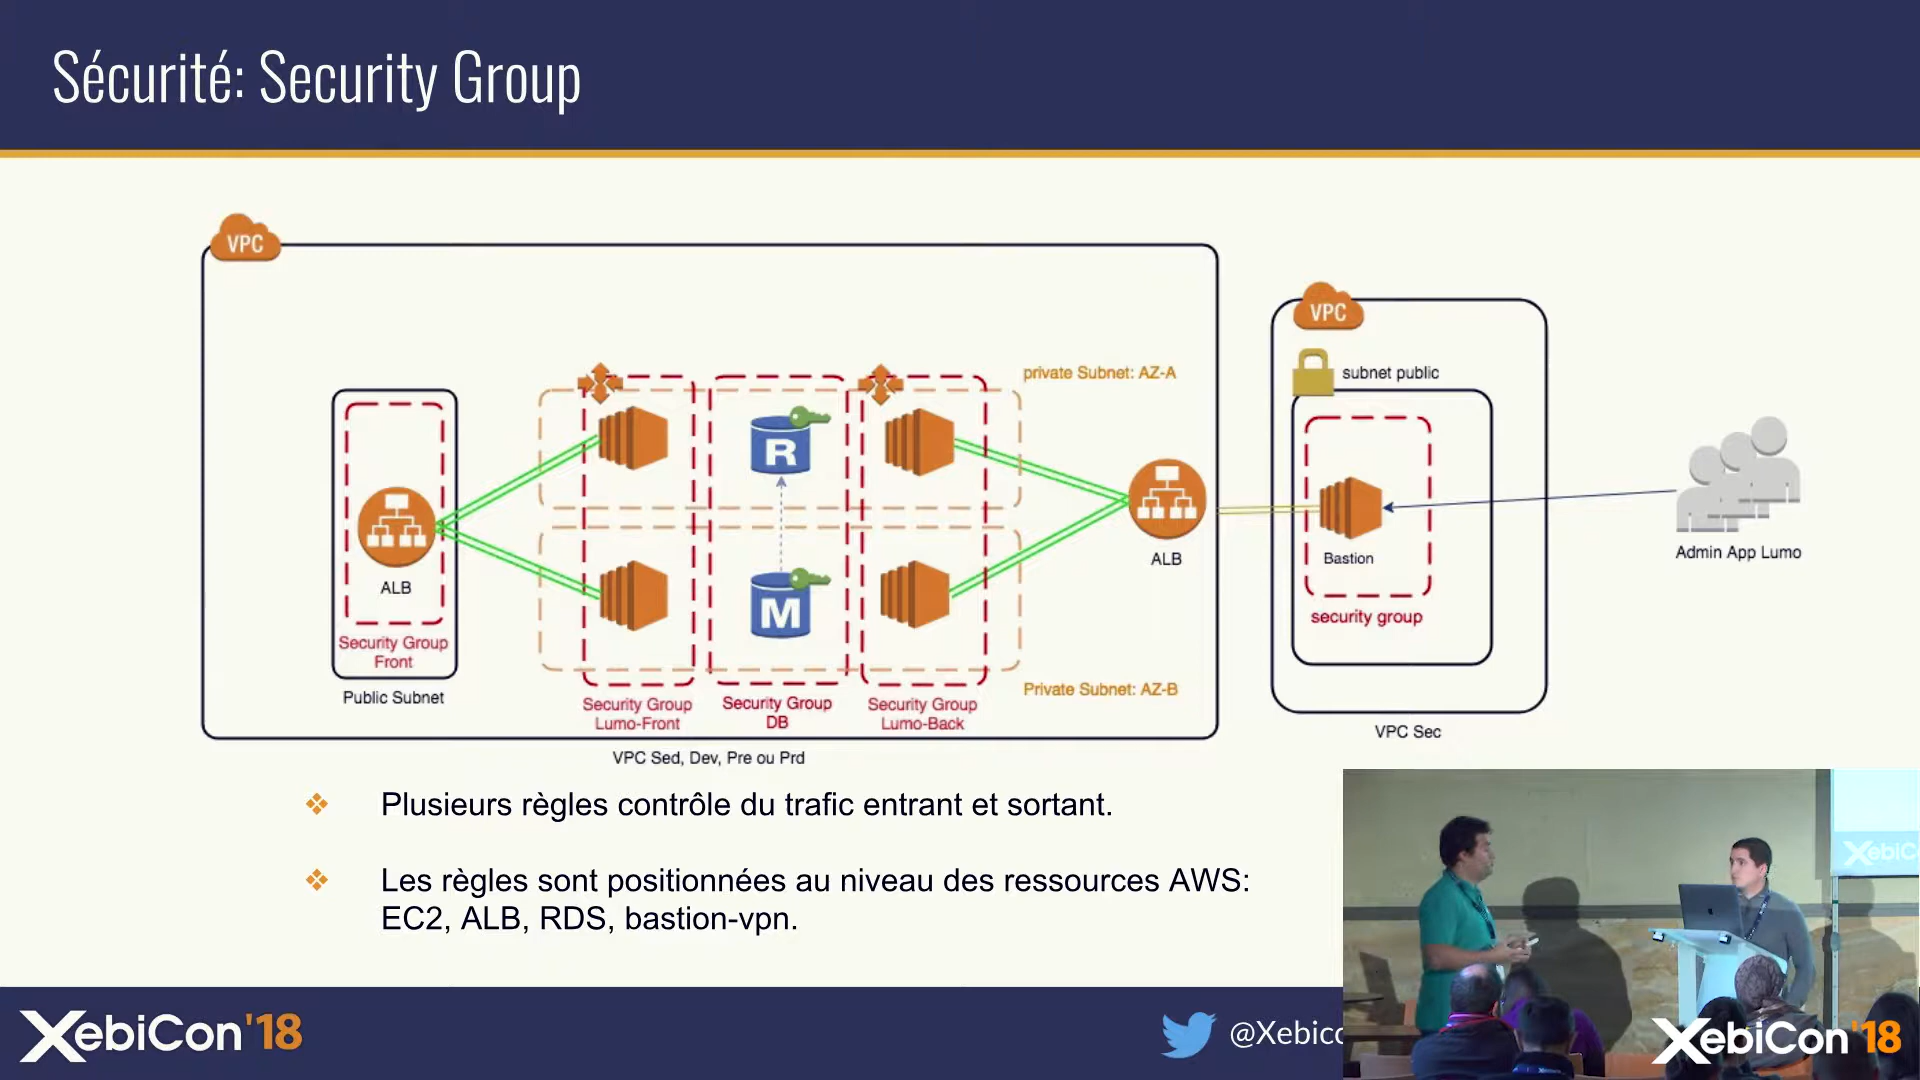 Sécurité: Security Group
VPC
VPC
private Subnet: AZ-A
subnet public
R
ALB
M
ALB
Bastion
Admin App Lumo
security group
Security Group
Front
Public Subnet
Private Subnet: AZ-B
Security Group
Lumo-Front
Security Group
DB
Security Group
Lumo-Back
VPC Sec
VPC Sed, Dev, Pre ou Prd
Plusieurs règles contrôle du trafic entrant et sortant.
Les règles sont positionnées au niveau des ressources AWS:
EC2, ALB, RDS, bastion-vpn.
XebiCon'18
@Xebicc
XebiC
XebiCon'18